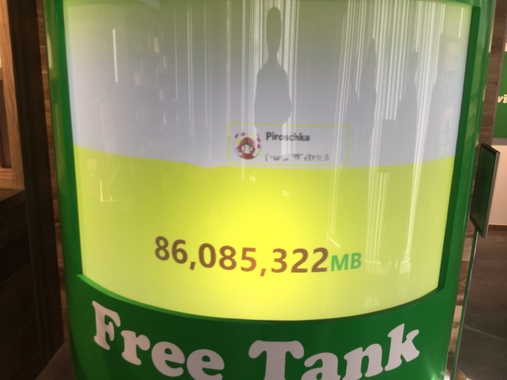 Piroschka
86,085,322MB
Free Tank